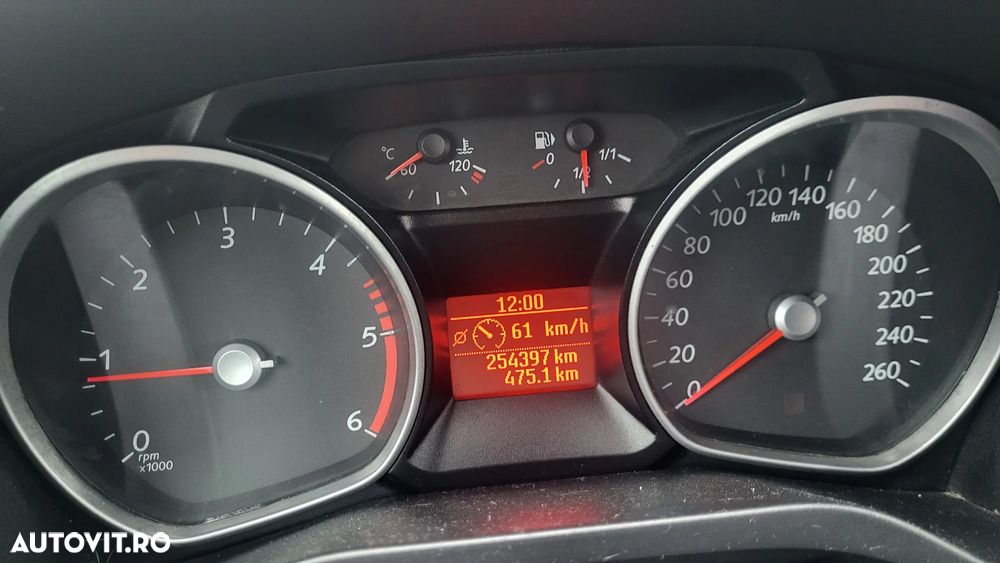 °C 60 120
0 1/2 1/1
0 1 2 3 4 5 6
rpm
x1000
12:00
61 km/h
254397 km
475.1 km
0 20 40 60 80 100 120 140 160 180 200 220 240 260
km/h
AUTOVIT.RO